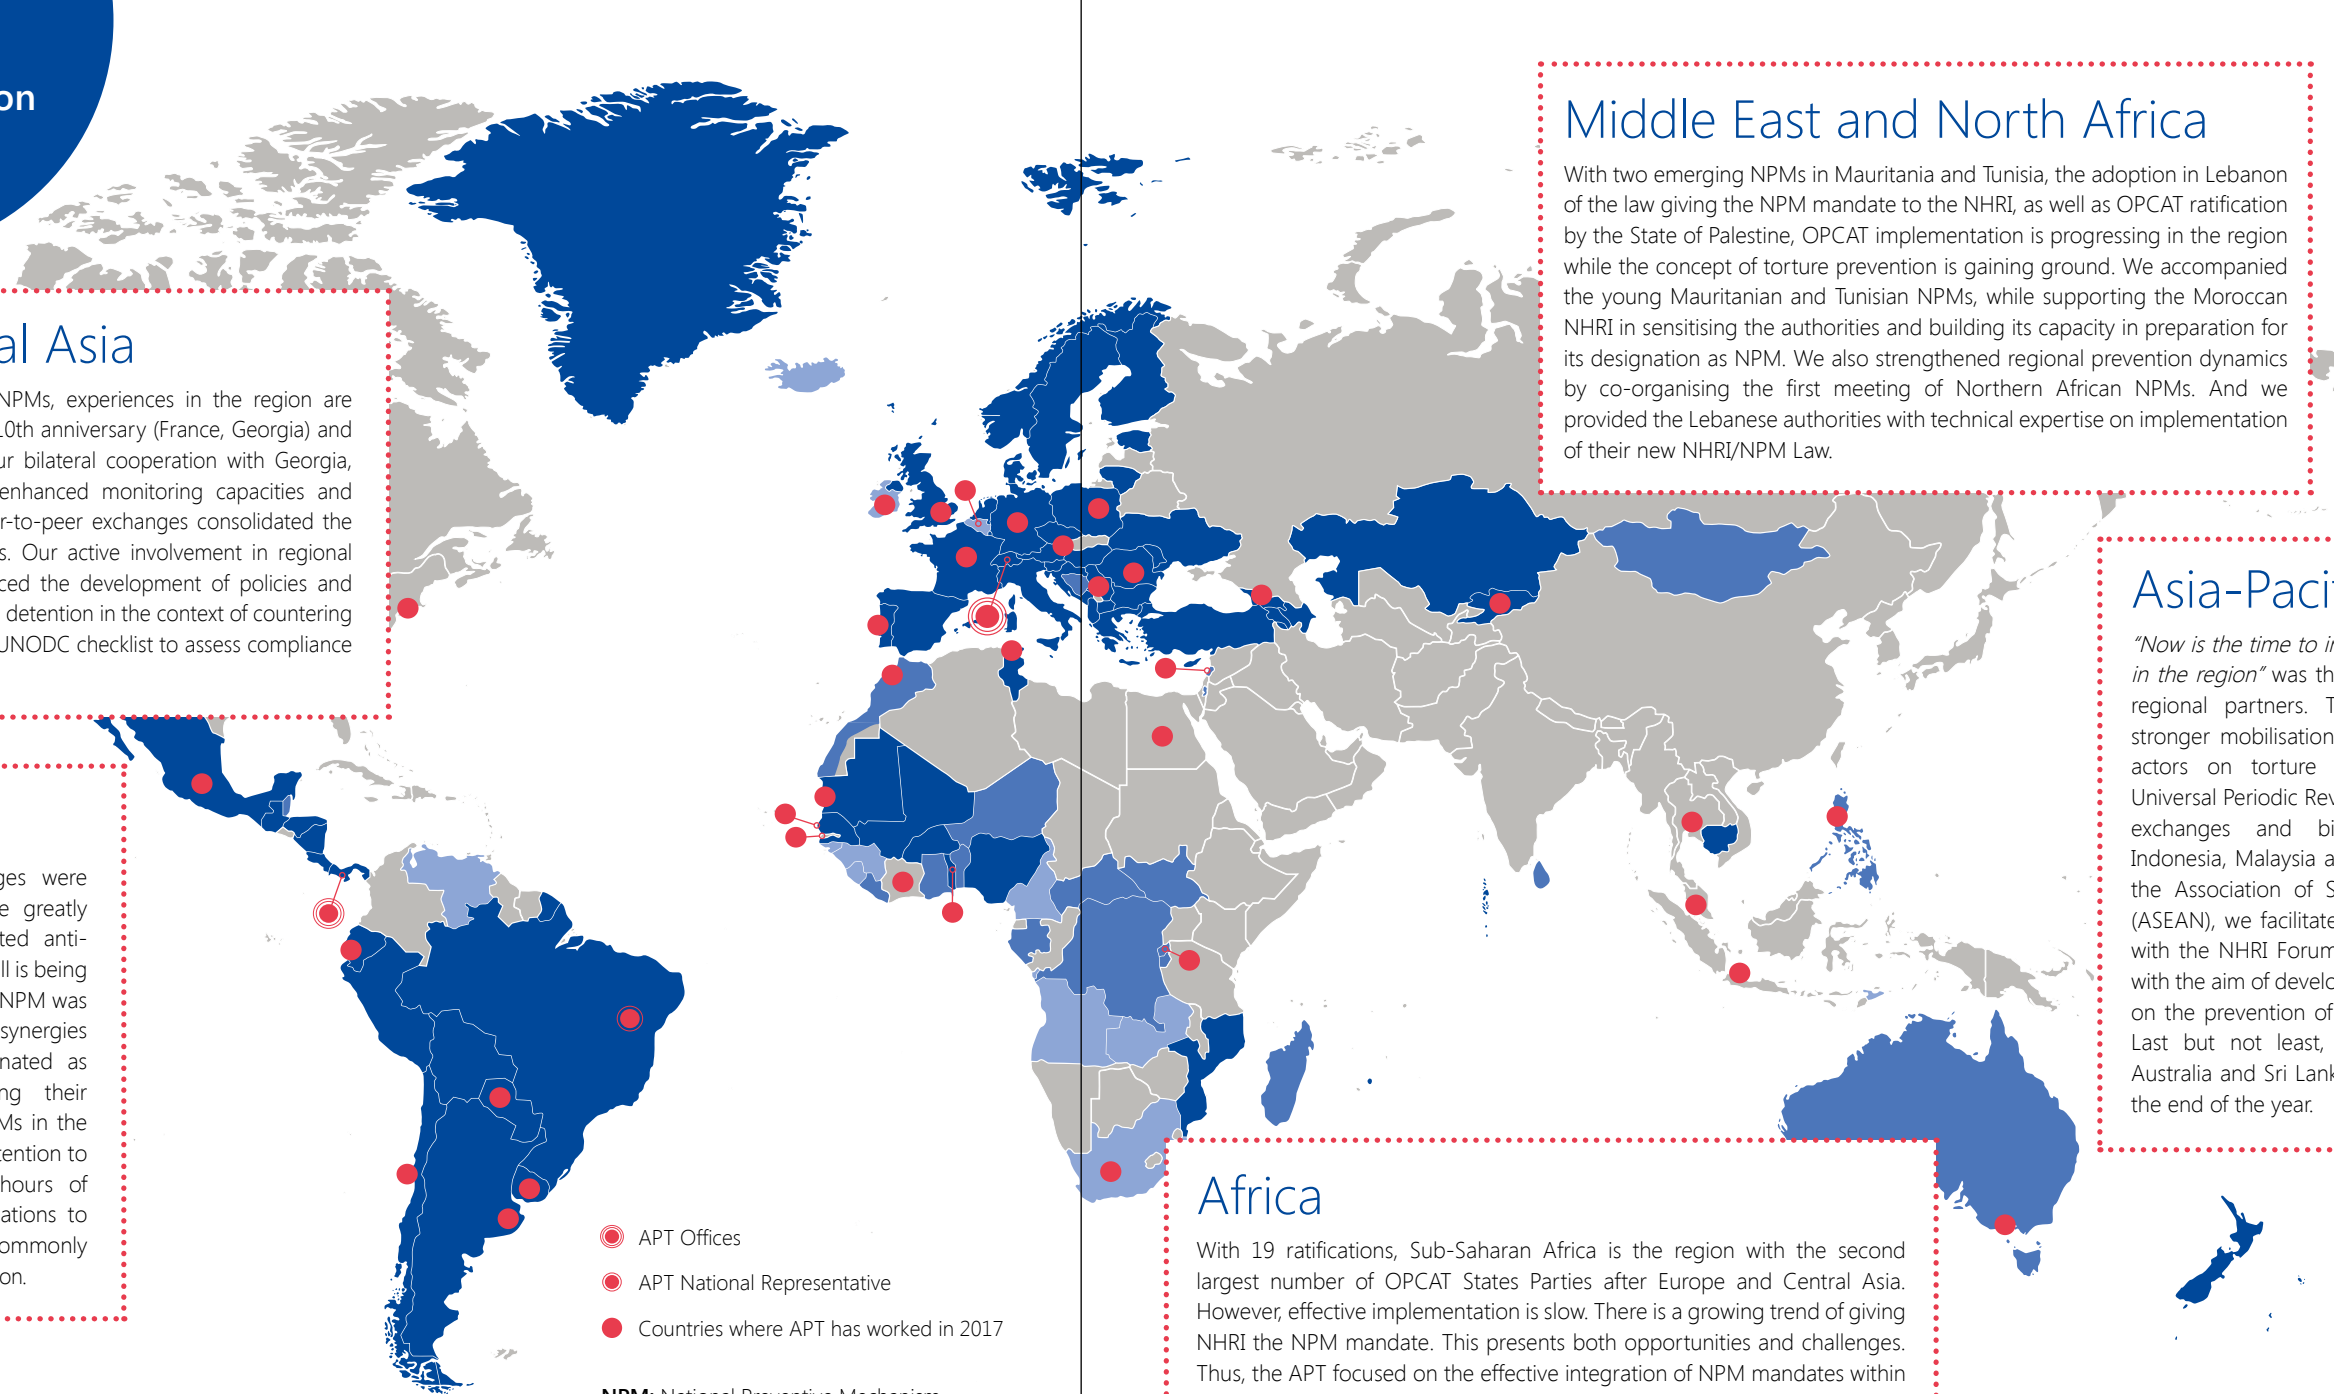 on
al Asia
NPMs, experiences in the region are
10th anniversary (France, Georgia) and
ur bilateral cooperation with Georgia,
enhanced monitoring capacities and
r-to-peer exchanges consolidated the
s. Our active involvement in regional
ced the development of policies and
detention in the context of countering
UNODC checklist to assess compliance
ges were
e greatly
ted anti-
ll is being
NPM was
synergies
nated as
ng their
Ms in the
tention to
hours of
ations to
ommonly
on.
APT Offices
APT National Representative
Countries where APT has worked in 2017
NPM: National Preventive Mechanism
Middle East and North Africa
With two emerging NPMs in Mauritania and Tunisia, the adoption in Lebanon
of the law giving the NPM mandate to the NHRI, as well as OPCAT ratification
by the State of Palestine, OPCAT implementation is progressing in the region
while the concept of torture prevention is gaining ground. We accompanied
the young Mauritanian and Tunisian NPMs, while supporting the Moroccan
NHRI in sensitising the authorities and building its capacity in preparation for
its designation as NPM. We also strengthened regional prevention dynamics
by co-organising the first meeting of Northern African NPMs. And we
provided the Lebanese authorities with technical expertise on implementation
of their new NHRI/NPM Law.
Asia-Paci
"Now is the time to i
in the region" was th
regional partners. T
stronger mobilisation
actors on torture
Universal Periodic Rev
exchanges and bi
Indonesia, Malaysia a
the Association of S
(ASEAN), we facilitate
with the NHRI Forum
with the aim of develo
on the prevention of
Last but not least,
Australia and Sri Lank
the end of the year.
Africa
With 19 ratifications, Sub-Saharan Africa is the region with the second
largest number of OPCAT States Parties after Europe and Central Asia.
However, effective implementation is slow. There is a growing trend of giving
NHRI the NPM mandate. This presents both opportunities and challenges.
Thus, the APT focused on the effective integration of NPM mandates within